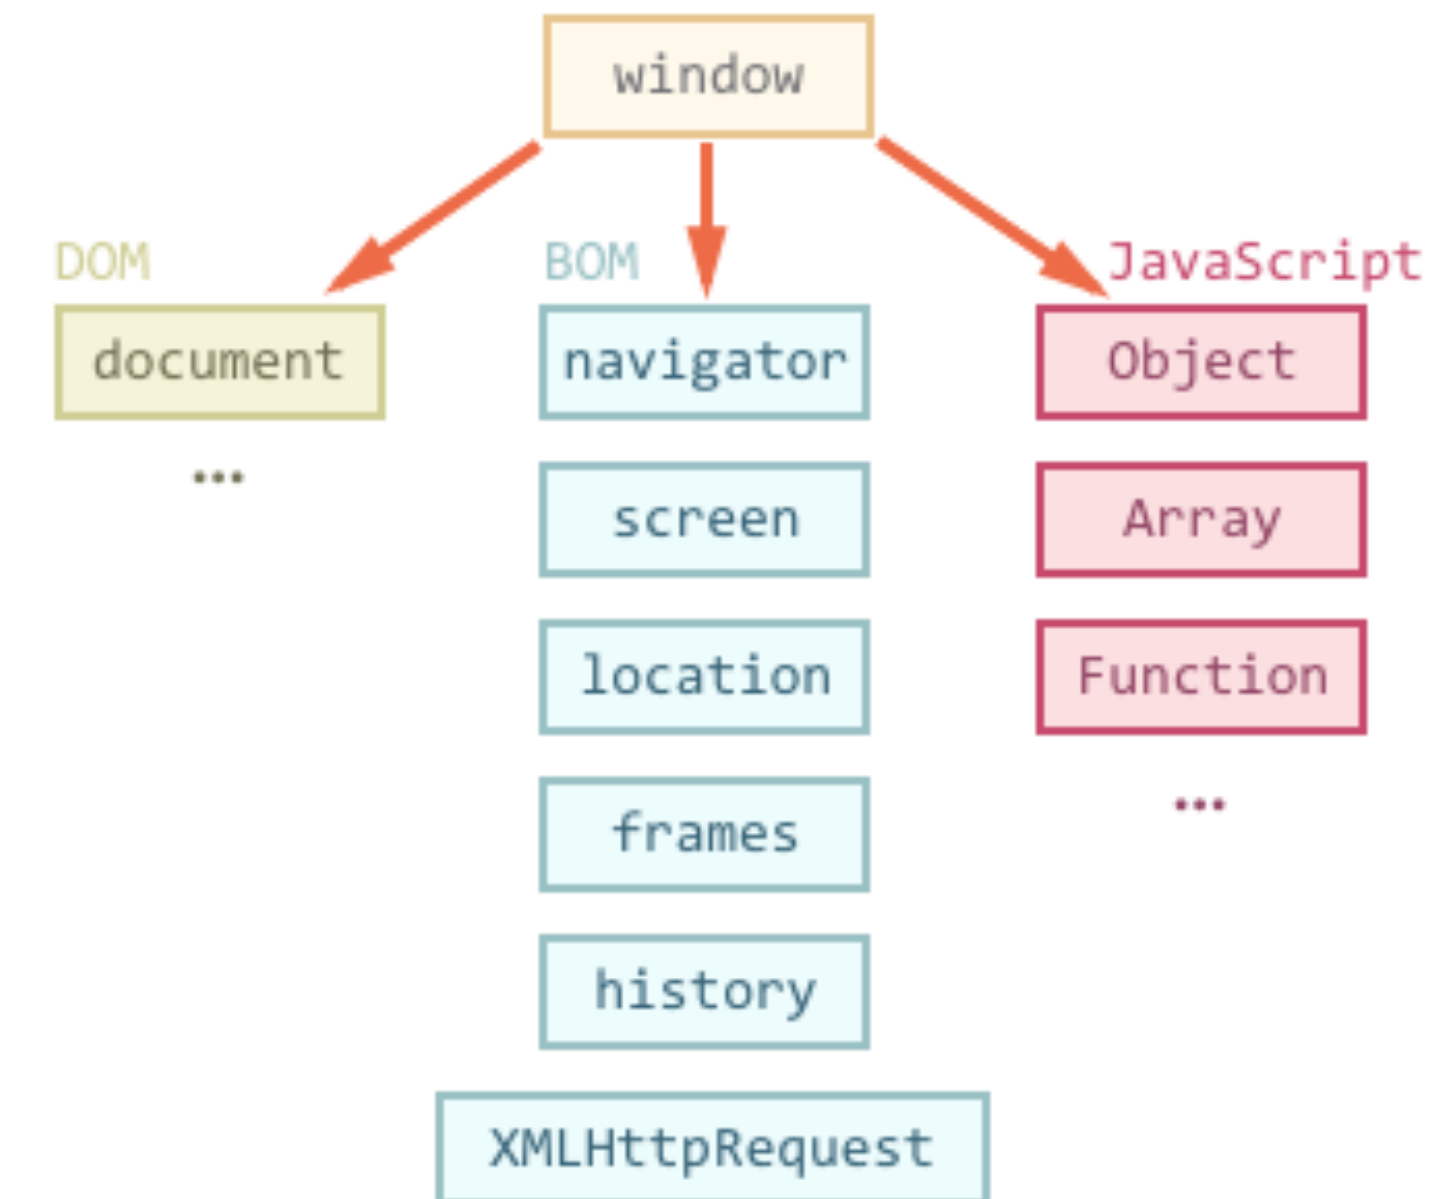 window
DOM
BOM
JavaScript
document
navigator
Object
...
screen
Array
location
Function
frames
...
history
XMLHttpRequest